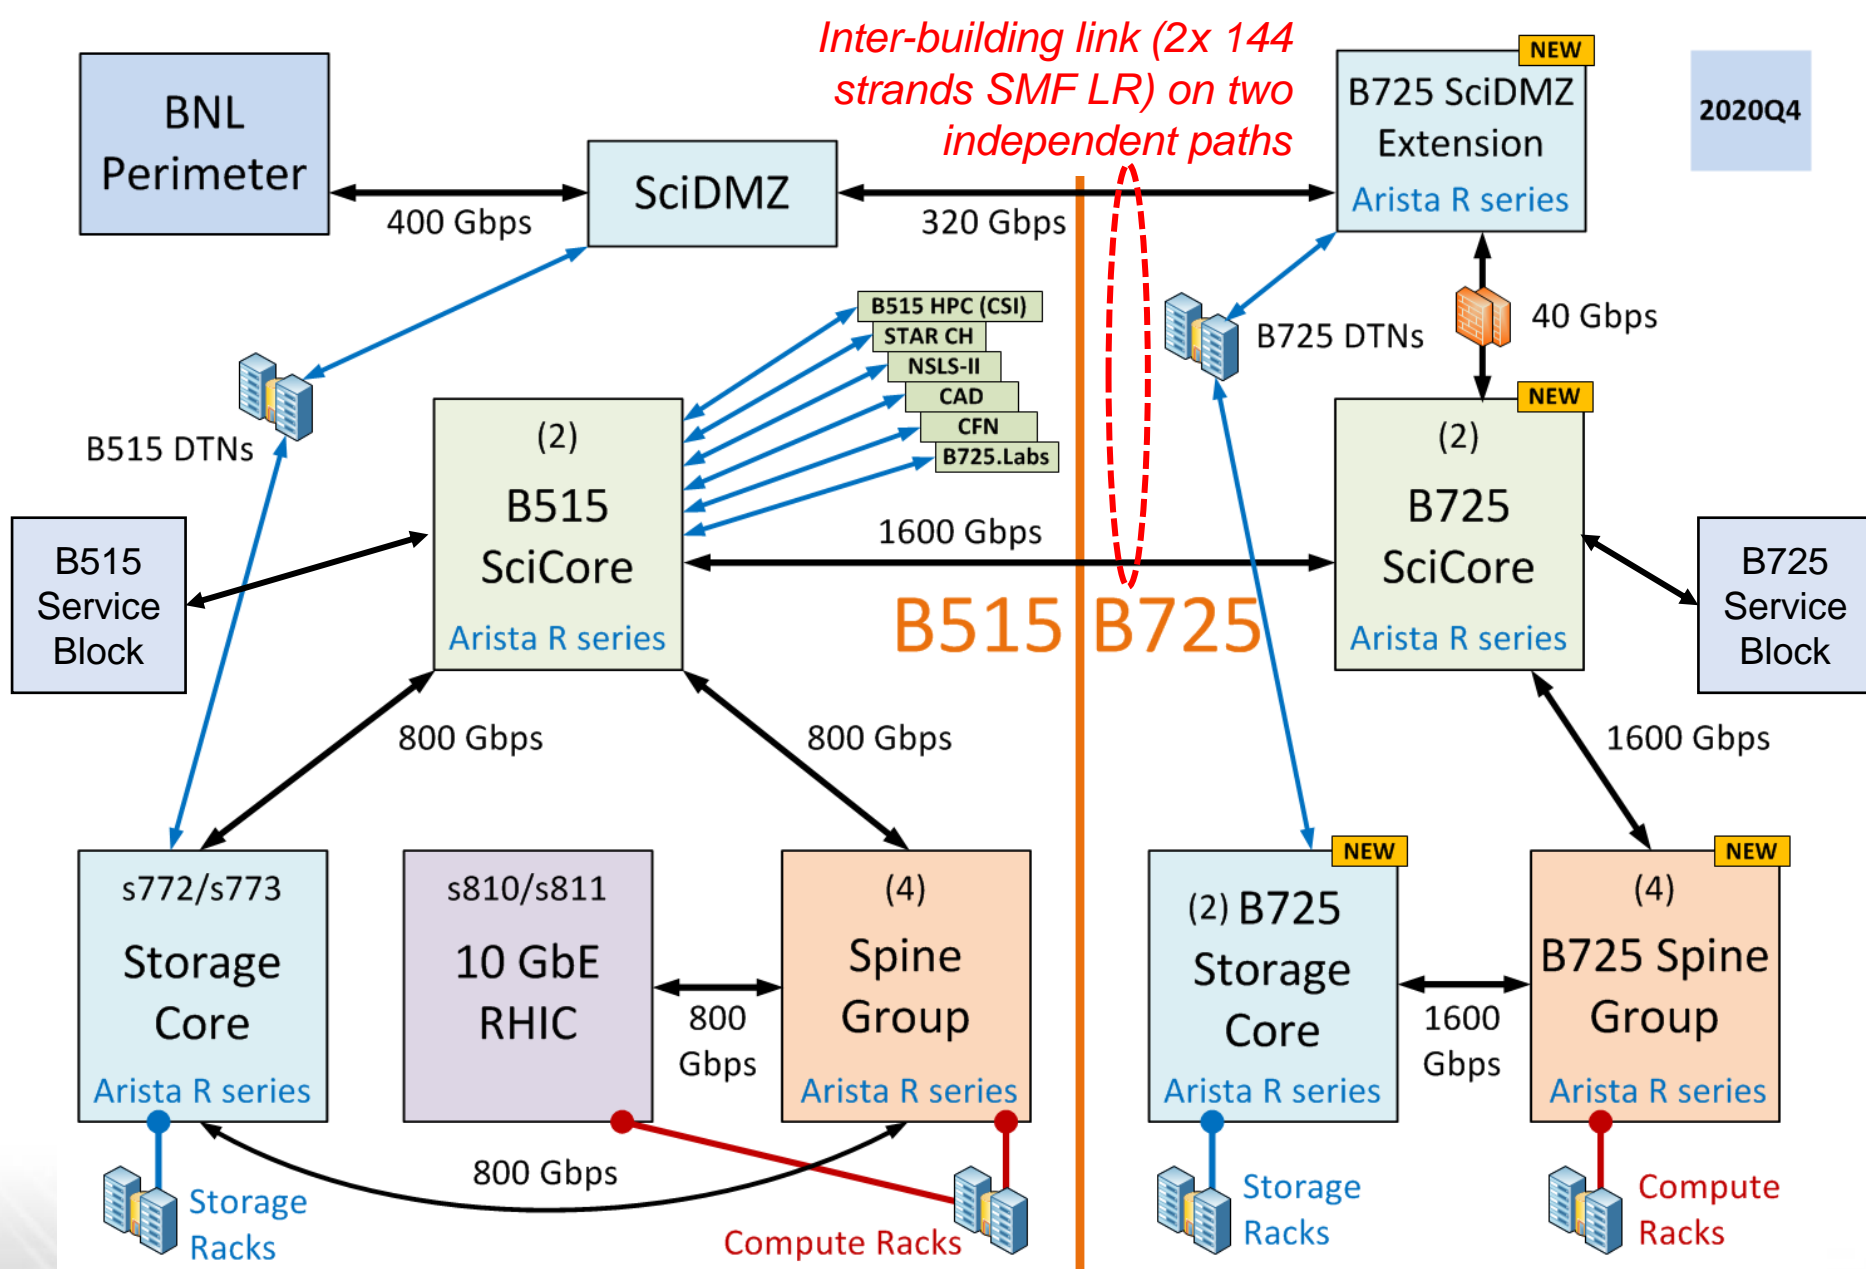 Inter-building link (2x 144
strands SMF LR) on two
independent paths
NEW
B725 SciDMZ
Extension
Arista R series
2020Q4
BNL
Perimeter
SciDMZ
400 Gbps
320 Gbps
40 Gbps
B515 HPC (CSI)
STAR CH
NSLS-II
CAD
CFN
B725.Labs
B725 DTNs
B515 DTNs
(2)
B515
SciCore
Arista R series
1600 Gbps
NEW
(2)
B725
SciCore
Arista R series
B515
Service
Block
B725
Service
Block
B515
B725
800 Gbps
800 Gbps
1600 Gbps
s772/s773
Storage
Core
Arista R series
s810/s811
10 GbE
RHIC
800
Gbps
(4)
Spine
Group
Arista R series
NEW
(2) B725
Storage
Core
Arista R series
1600
Gbps
NEW
(4)
B725 Spine
Group
Arista R series
800 Gbps
Storage
Racks
Compute Racks
Storage
Racks
Compute
Racks